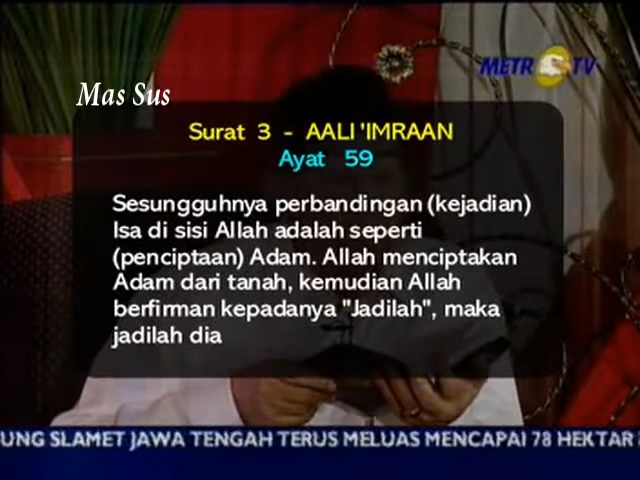 METR TV
Mas Sus
Surat 3 - AALI 'IMRAAN
Ayat 59
Sesungguhnya perbandingan (kejadian)
Isa di sisi Allah adalah seperti
(penciptaan) Adam. Allah menciptakan
Adam dari tanah, kemudian Allah
berfirman kepadanya "Jadilah", maka
jadilah dia
UNG SLAMET JAWA TENGAH TERUS MELUAS MENCAPAI 78 HEKTAR